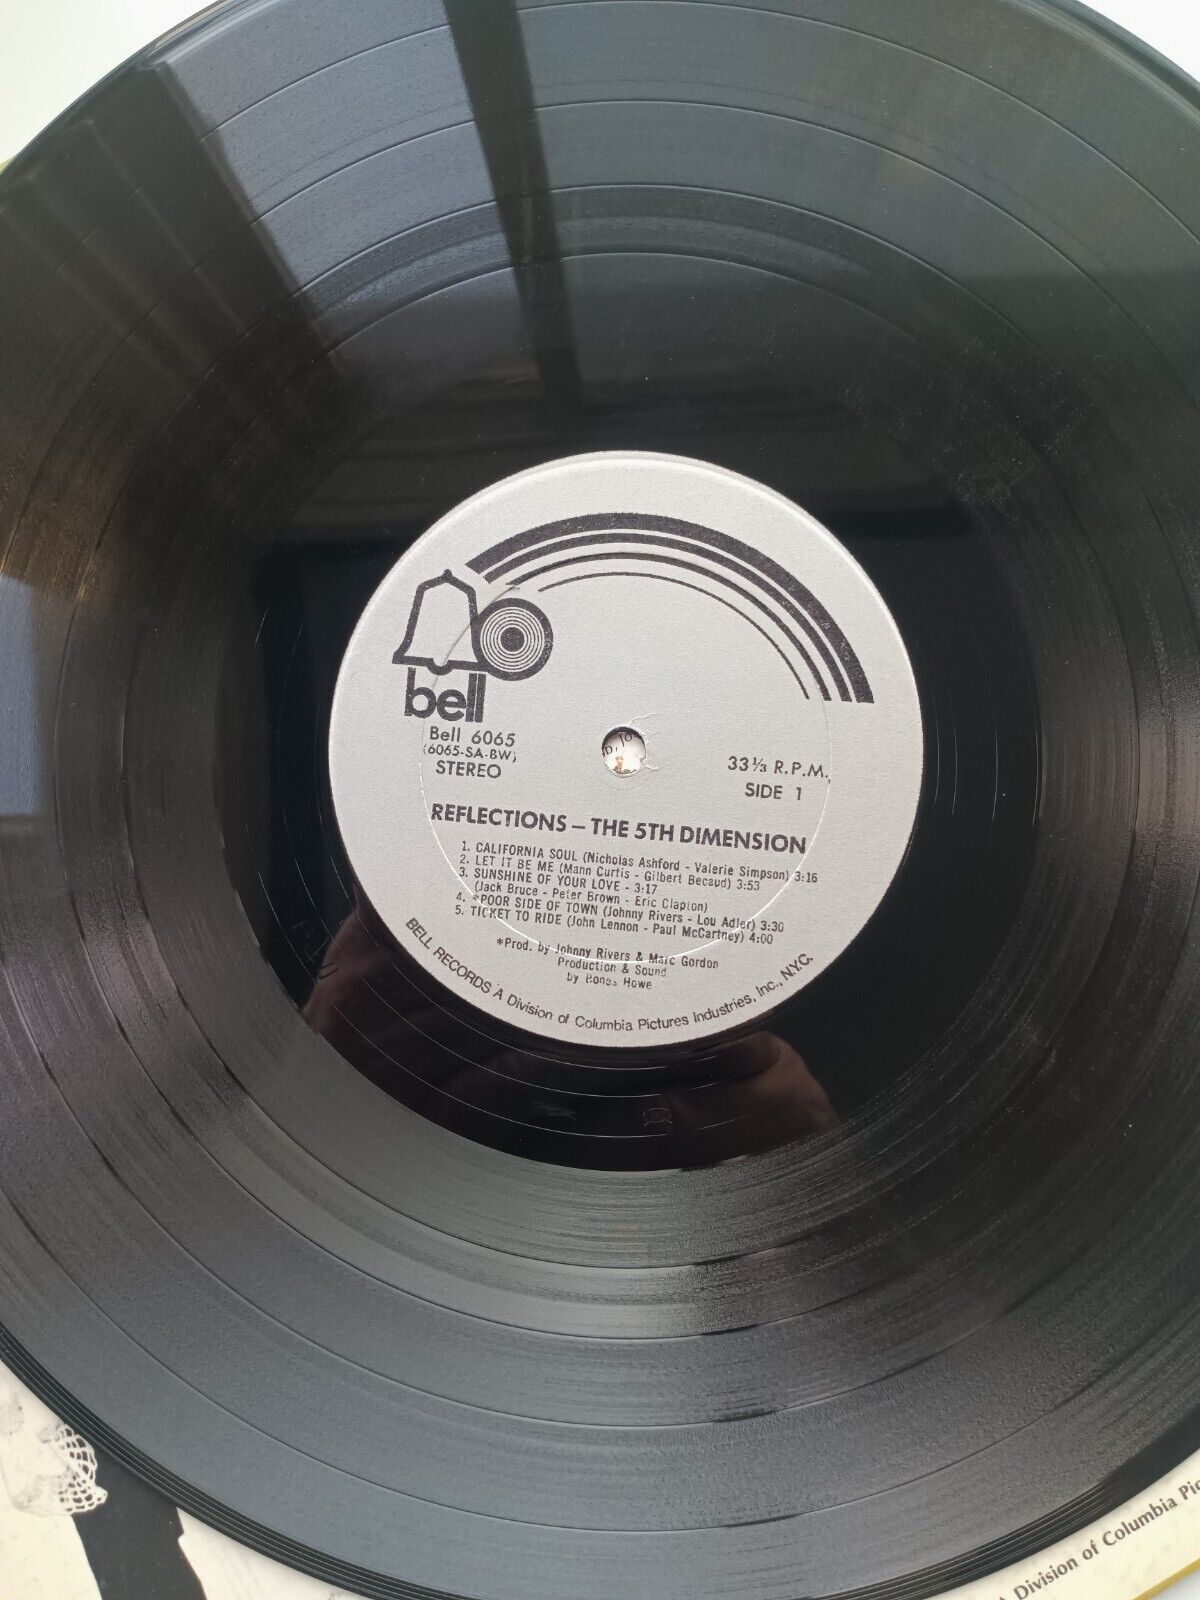 bell
Bell 6065
(6065-SA-BW)
STEREO
33⅓ R.P.M.
SIDE 1
REFLECTIONS – THE 5TH DIMENSION
1. CALIFORNIA SOUL (Nicholas Ashford - Valerie Simpson) 3:16
2. LET IT BE ME (Mann Curtis - Gilbert Becaud) 3:53
3. SUNSHINE OF YOUR LOVE - 3:17
(Jack Bruce - Peter Brown - Eric Clapton)
4. *POOR SIDE OF TOWN (Johnny Rivers - Lou Adler) 3:30
5. TICKET TO RIDE (John Lennon - Paul McCartney) 4:00
*Prod. by Johnny Rivers & Marc Gordon
Production & Sound
by Bones Howe
BELL RECORDS A Division of Columbia Pictures Industries, Inc., N.Y.C.
A Division of Columbia Pic